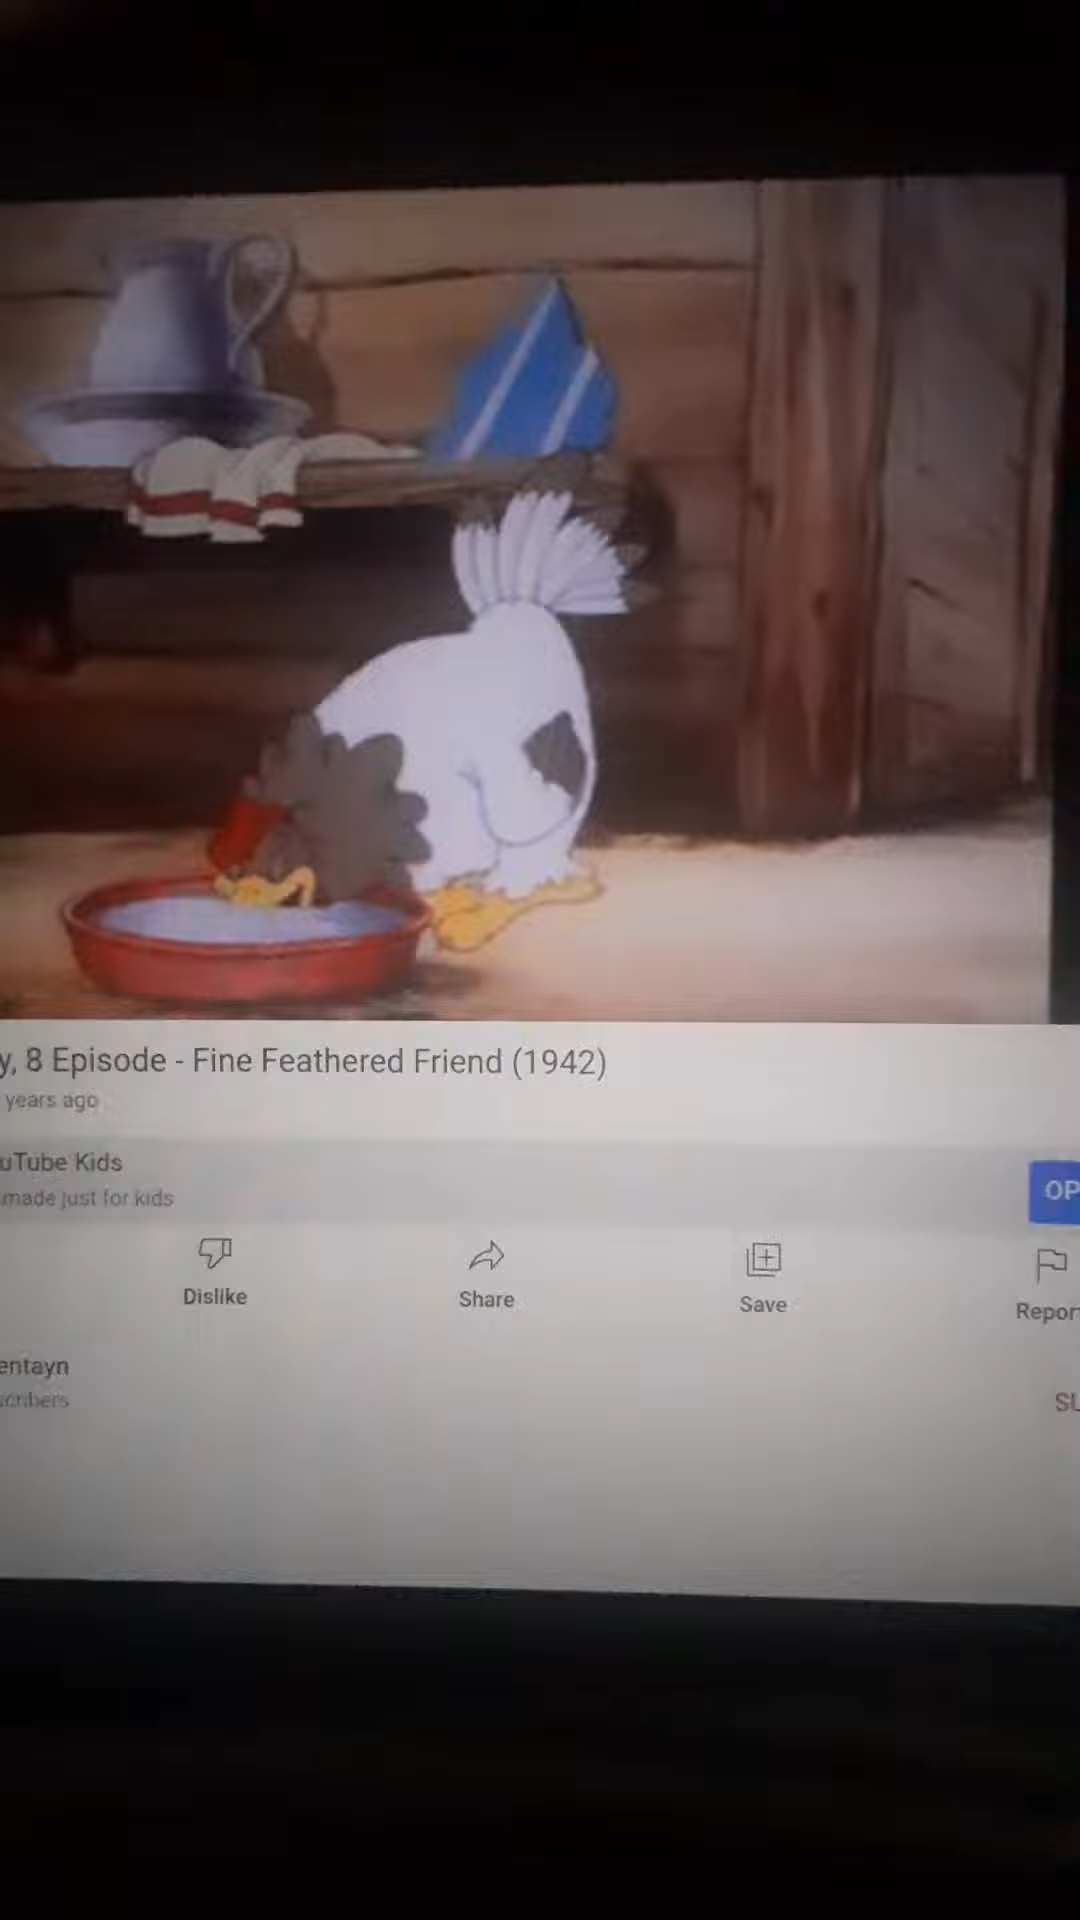 y, 8 Episode - Fine Feathered Friend (1942)
years ago
uTube Kids
made just for kids
OP
Dislike
Share
Save
Repor
entayn
scribers
SU